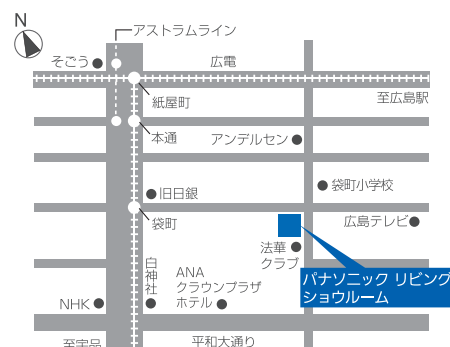 N
アストラムライン
そごう
広電
至広島駅
紙屋町
本通
アンデルセン
袋町小学校
旧日銀
袋町
広島テレビ
法華
クラブ
白神社
ANA
クラウンプラザ
ホテル
パナソニック リビング
ショウルーム
NHK
至宇品
平和大通り